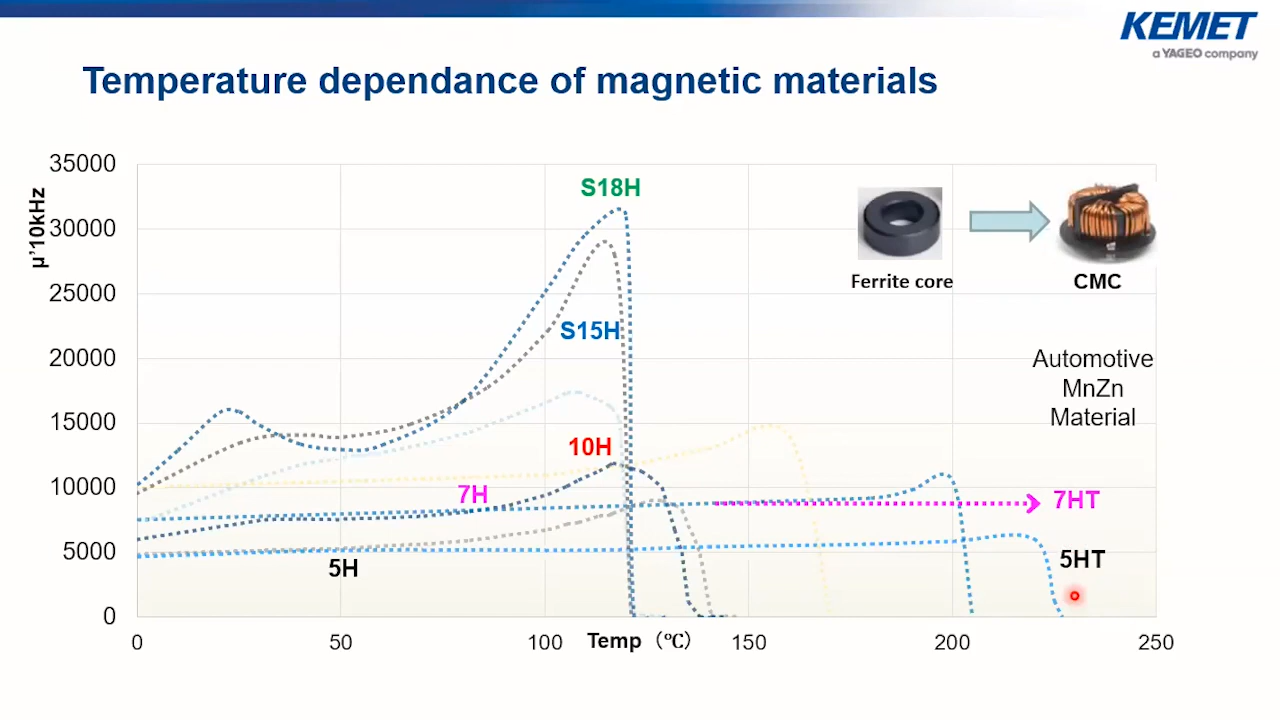 KEMET
a YAGEO company
Temperature dependance of magnetic materials
μ'10kHz
35000
30000
25000
20000
15000
10000
5000
0
S18H
S15H
10H
7H
5H
Ferrite core
CMC
Automotive
MnZn
Material
7HT
5HT
0
50
100
Temp （℃）
150
200
250